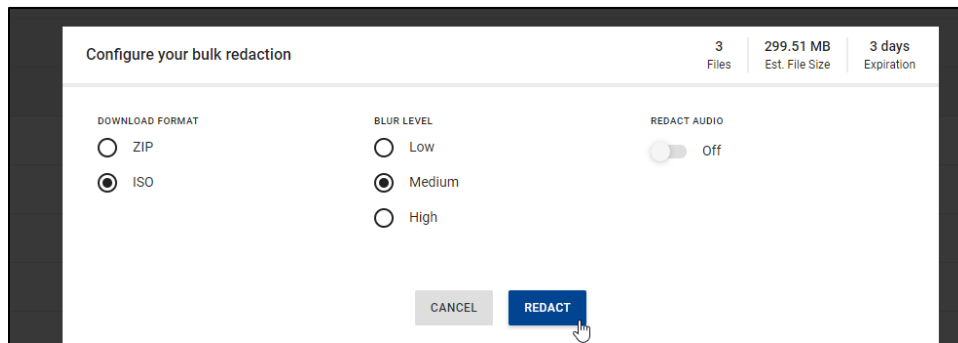 Configure your bulk redaction
3 299.51 MB 3 days
Files Est. File Size Expiration
DOWNLOAD FORMAT BLUR LEVEL REDACT AUDIO
ZIP Low Off
ISO Medium
High
CANCEL REDACT